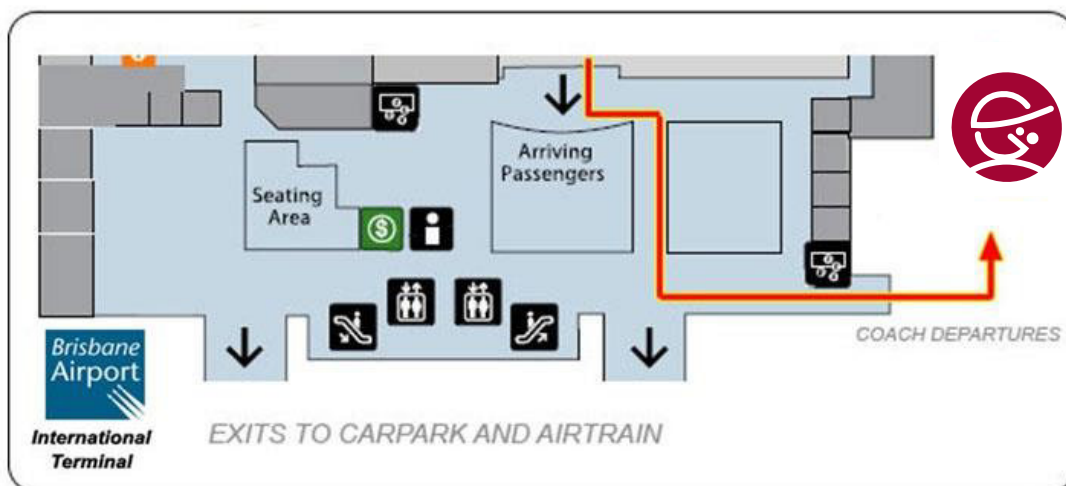 Arriving
Passengers
Seating
Area
$
COACH DEPARTURES
Brisbane
Airport
International
Terminal
EXITS TO CARPARK AND AIRTRAIN